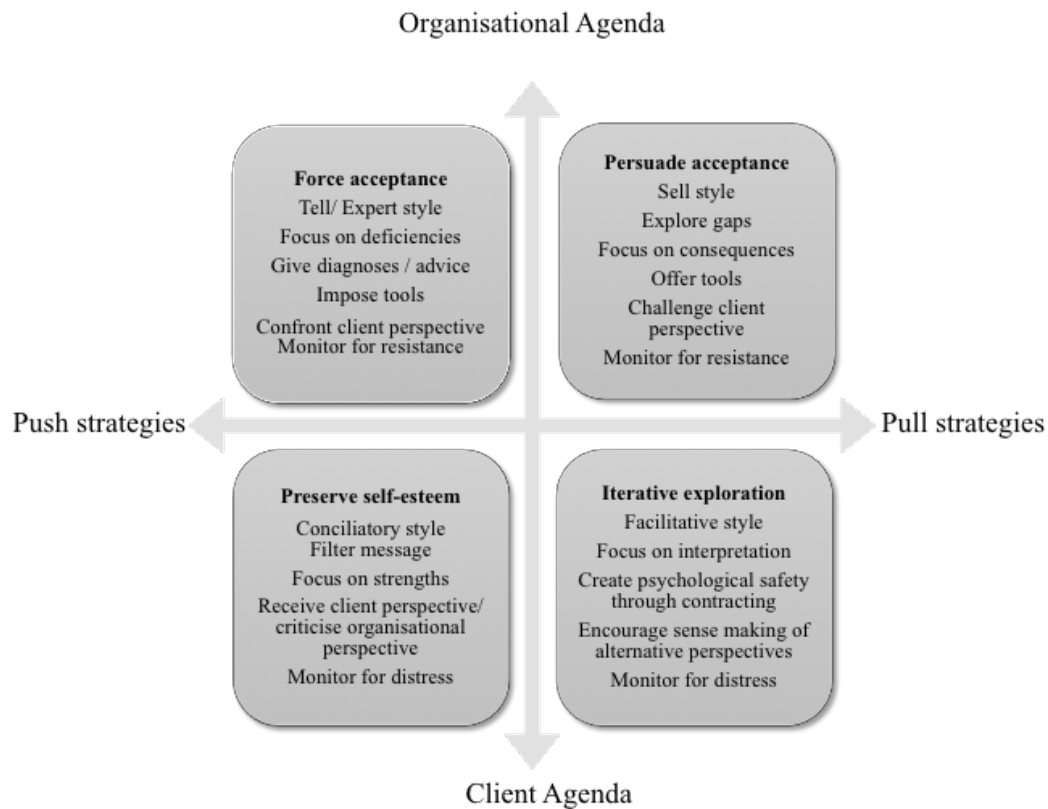 Organisational Agenda
Force acceptance
Tell/ Expert style
Focus on deficiencies
Give diagnoses / advice
Impose tools
Confront client perspective
Monitor for resistance
Persuade acceptance
Sell style
Explore gaps
Focus on consequences
Offer tools
Challenge client
perspective
Monitor for resistance
Push strategies
Pull strategies
Preserve self-esteem
Conciliatory style
Filter message
Focus on strengths
Receive client perspective/
criticise organisational
perspective
Monitor for distress
Iterative exploration
Facilitative style
Focus on interpretation
Create psychological safety
through contracting
Encourage sense making of
alternative perspectives
Monitor for distress
Client Agenda